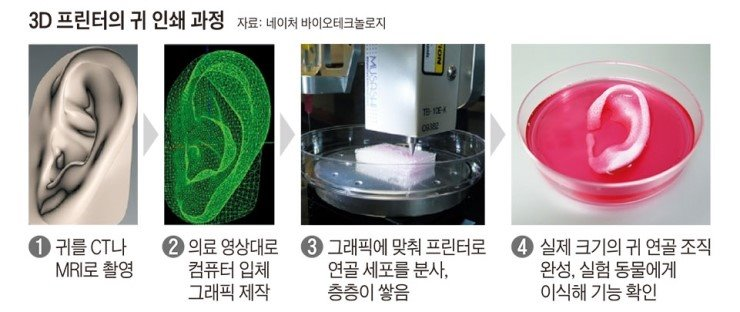 3D 프린터의 귀 인쇄 과정 자료: 네이처 바이오테크놀로지
MUSASHI
TB-10E-K
09382
1 귀를 CT나
MRI로 촬영
2 의료 영상대로
컴퓨터 입체
그래픽 제작
3 그래픽에 맞춰 프린터로
연골 세포를 분사,
층층이 쌓음
4 실제 크기의 귀 연골 조직
완성, 실험 동물에게
이식해 기능 확인